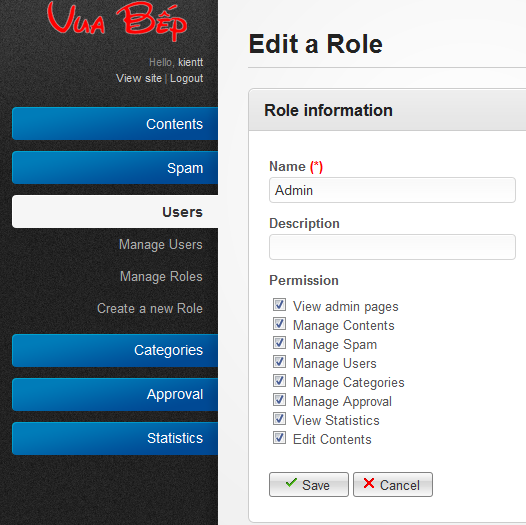 Vua Bếp
Hello, kientt
View site | Logout
Contents
Spam
Users
Manage Users
Manage Roles
Create a new Role
Categories
Approval
Statistics
Edit a Role
Role information
Name (*)
Admin
Description
Permission
View admin pages
Manage Contents
Manage Spam
Manage Users
Manage Categories
Manage Approval
View Statistics
Edit Contents
Save
Cancel